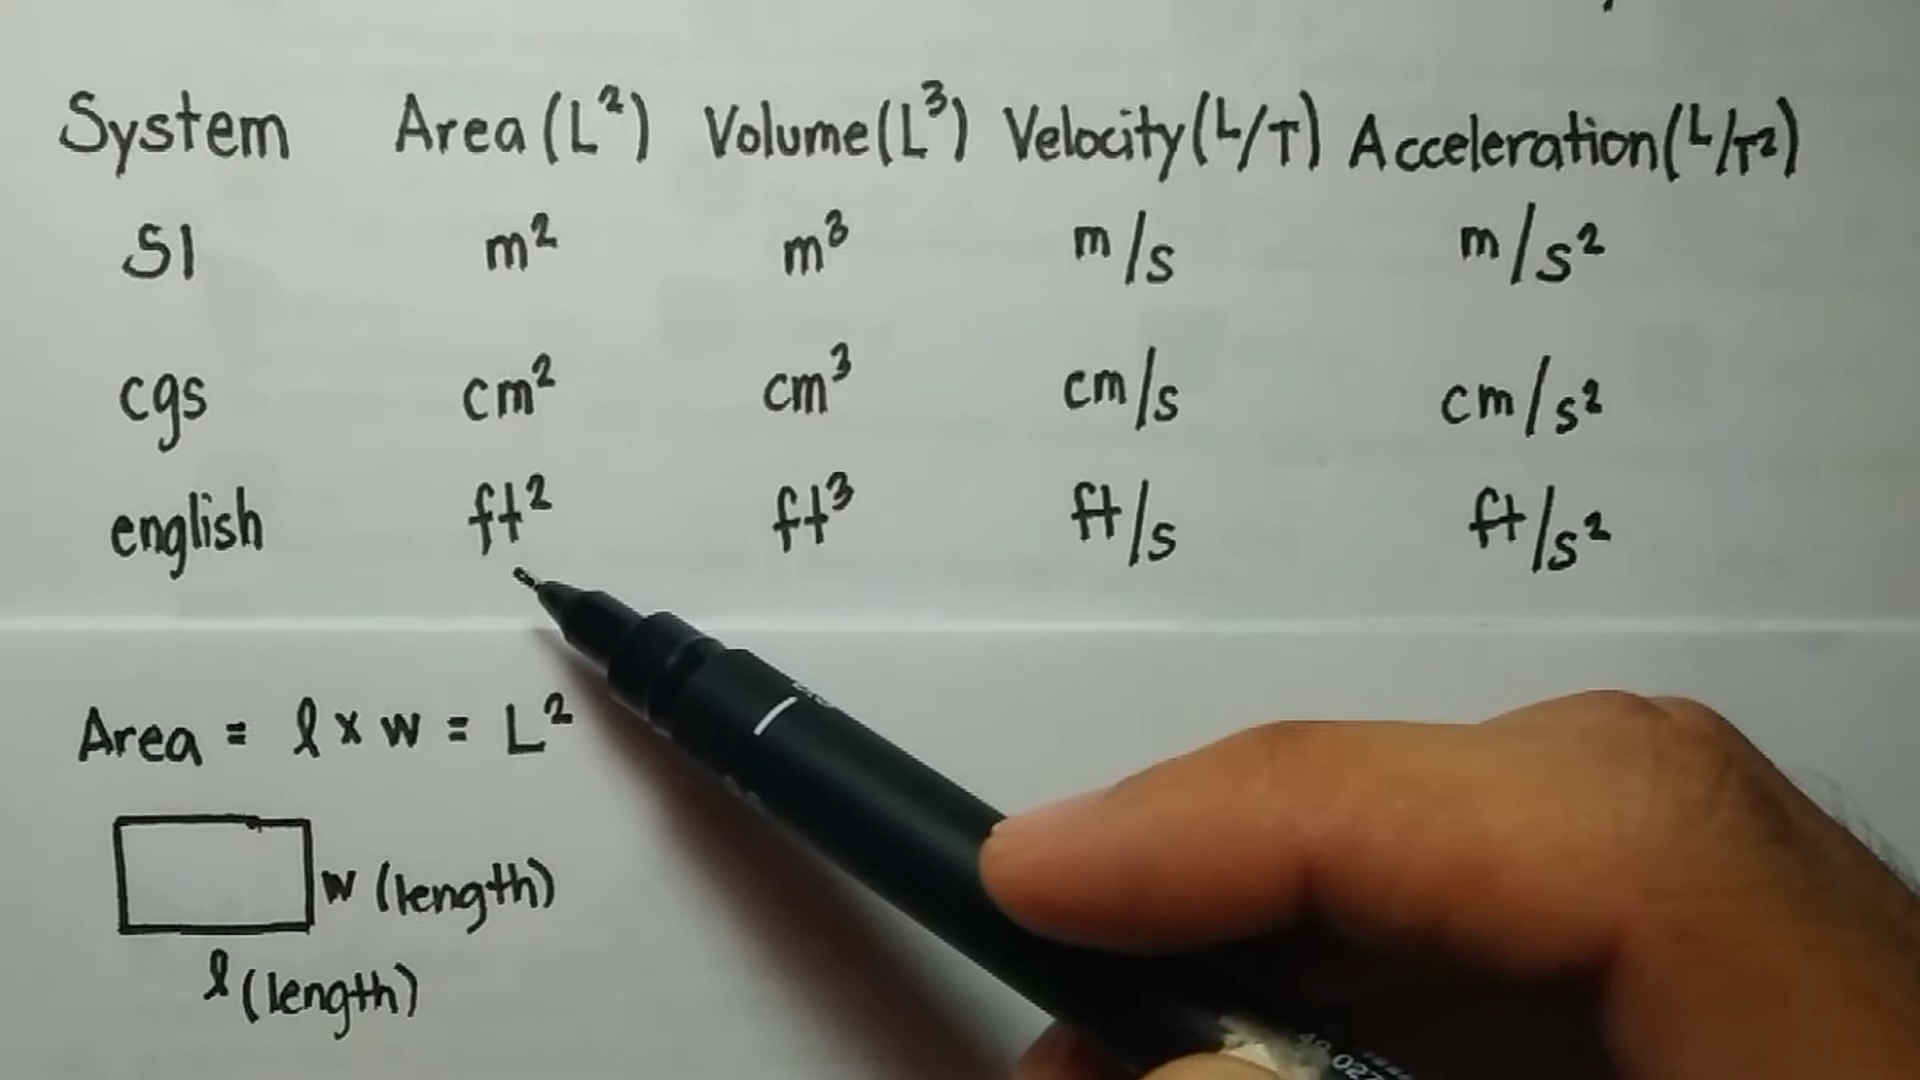 System Area (L²) Volume (L³) Velocity (L/T) Acceleration (L/T²)
SI m² m³ m/s m/s²
cgs cm² cm³ cm/s cm/s²
english ft² ft³ ft/s ft/s²
Area = l x w = L²
w (length)
l (length)